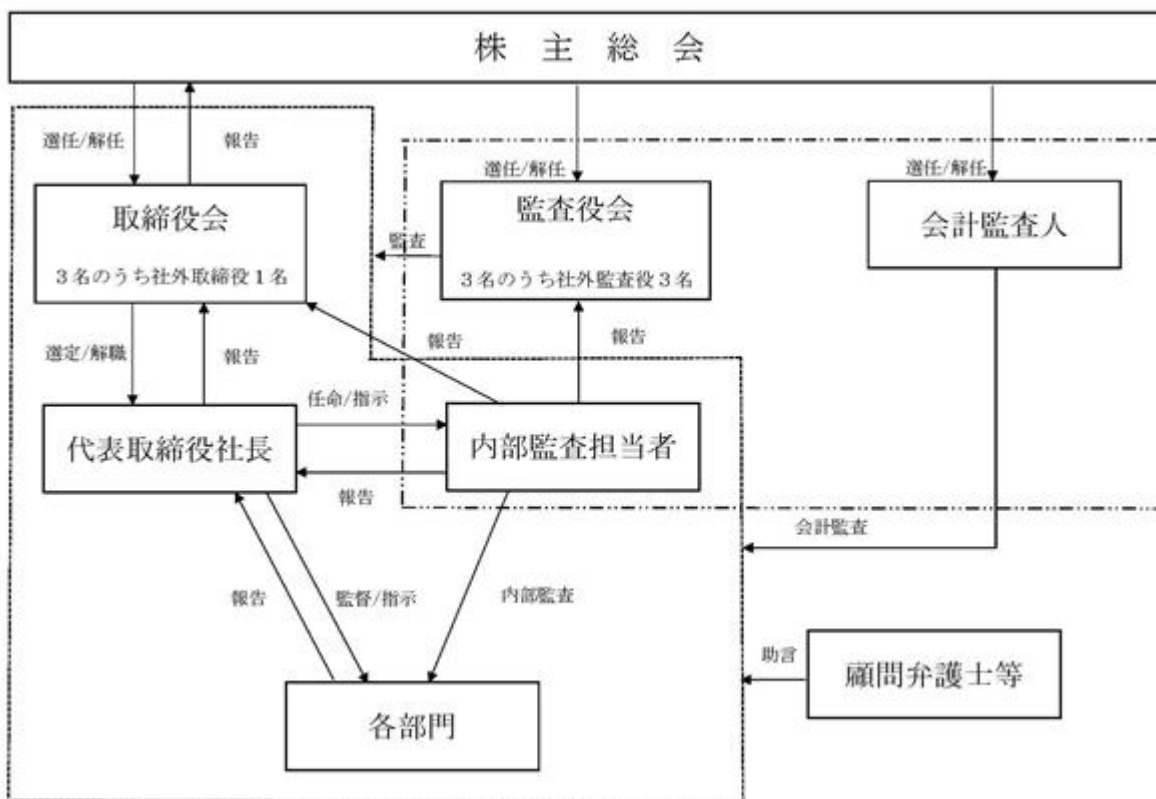 株主総会
選任/解任
報告
選任/解任
選任/解任
取締役会
3名のうち社外取締役1名
監査
監査役会
3名のうち社外監査役3名
会計監査人
選定/解職
報告
報告
報告
任命/指示
代表取締役社長
内部監査担当者
報告
会計監査
報告
監督/指示
内部監査
助言
顧問弁護士等
各部門